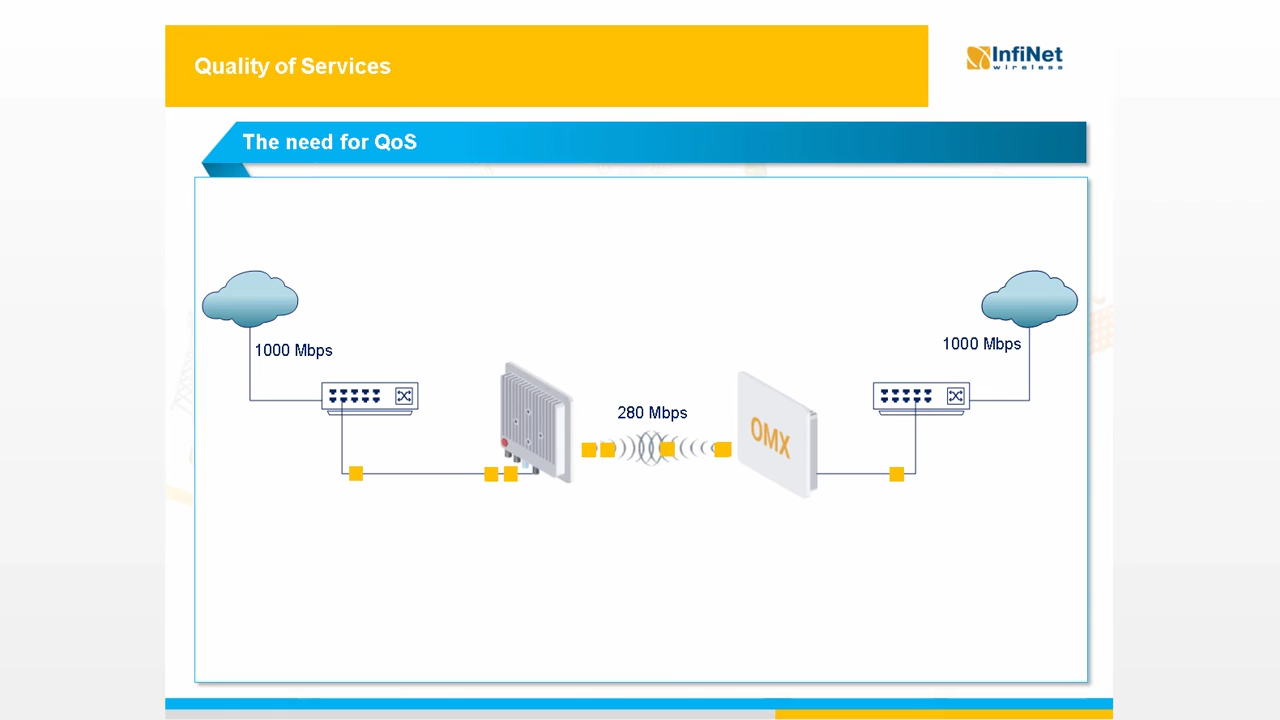 Quality of Services
InfiNet
wireless
The need for QoS
1000 Mbps
1000 Mbps
280 Mbps
OMX